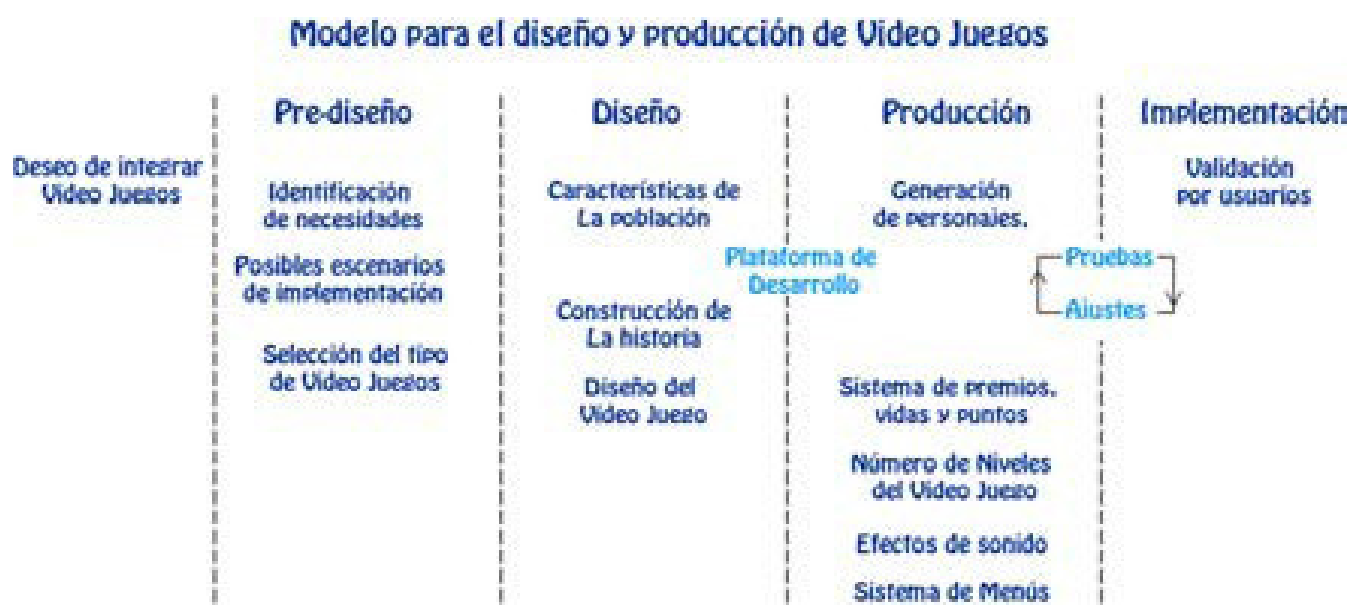 Modelo para el diseño y producción de Video Juegos
Deseo de integrar
Video Juegos
Pre-diseño
Identificación
de necesidades
Posibles escenarios
de implementación
Selección del tipo
de Video Juegos
Diseño
Características de
La población
Plataforma de
Desarrollo
Construcción de
La historia
Diseño del
Video Juego
Producción
Generación
de personajes.
Sistema de premios,
vidas y puntos
Número de Niveles
del Video Juego
Efectos de sonido
Sistema de Menús
Pruebas
Ajustes
Implementación
Validación
por usuarios